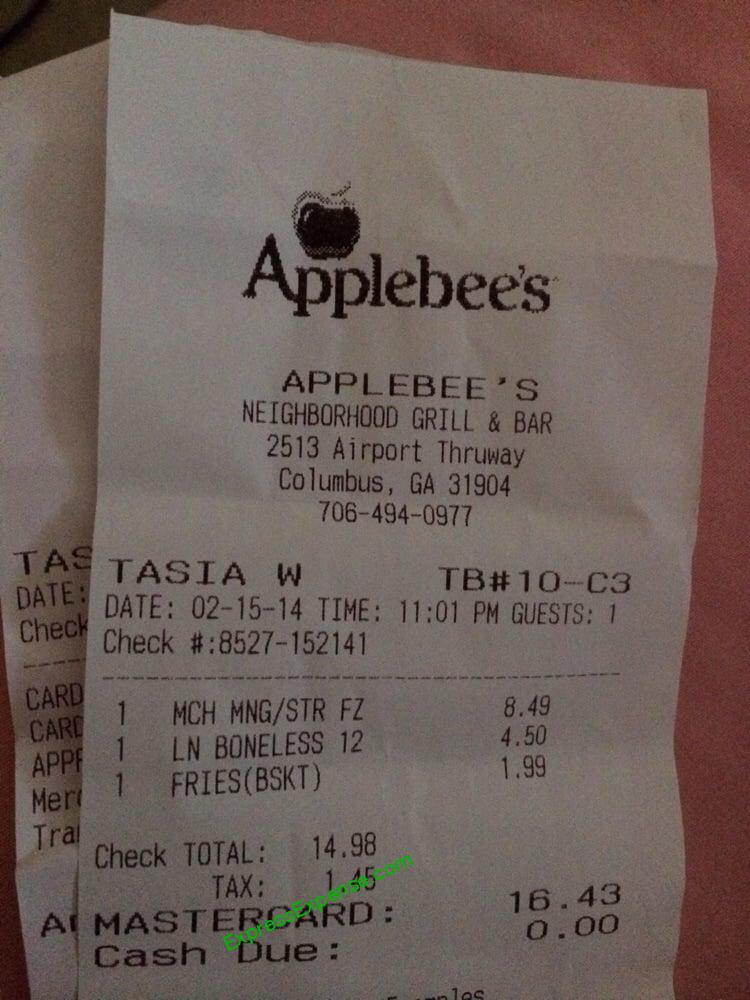 Applebee's
APPLEBEE'S
NEIGHBORHOOD GRILL & BAR
2513 Airport Thruway
Columbus, GA 31904
706-494-0977
TASIA W TB#10-C3
DATE: 02-15-14 TIME: 11:01 PM GUESTS: 1
Check #:8527-152141
1 MCH MNG/STR FZ 8.49
1 LN BONELESS 12 4.50
1 FRIES(BSKT) 1.99
Check TOTAL: 14.98
TAX: 1.45
MASTERCARD: 16.43
Cash Due: 0.00
ExpressExpense.com
TAS
DATE:
Check
CARD
CARD
APPR
Merc
Tra